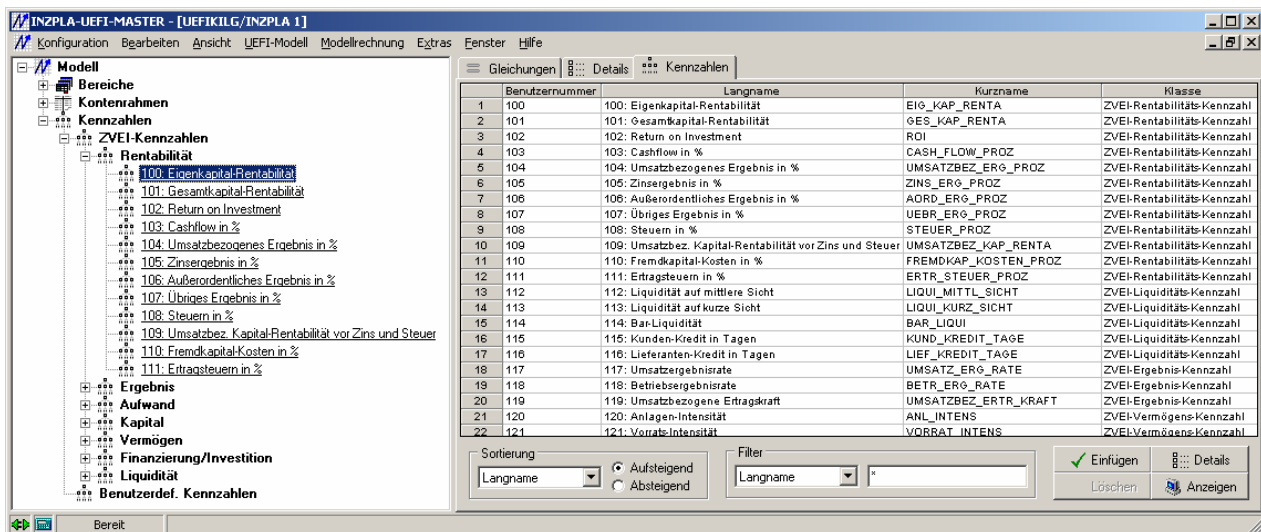 INZPLA-UEFI-MASTER - [UEFIKILG/INZPLA 1]
Konfiguration Bearbeiten Ansicht UEFI-Modell Modellrechnung Extras Fenster Hilfe
Modell
Bereiche
Kontenrahmen
Kennzahlen
ZVEI-Kennzahlen
Rentabilität
100: Eigenkapital-Rentabilität
101: Gesamtkapital-Rentabilität
102: Return on Investment
103: Cashflow in %
104: Umsatzbezogenes Ergebnis in %
105: Zinsergebnis in %
106: Außerordentliches Ergebnis in %
107: Übriges Ergebnis in %
108: Steuern in %
109: Umsatzbez. Kapital-Rentabilität vor Zins und Steuer
110: Fremdkapital-Kosten in %
111: Ertragsteuern in %
Ergebnis
Aufwand
Kapital
Vermögen
Finanzierung/Investition
Liquidität
Benutzerdef. Kennzahlen
Gleichungen Details Kennzahlen
Benutzernummer Langname Kurzname Klasse
1 100 100: Eigenkapital-Rentabilität EIG_KAP_RENTA ZVEI-Rentabilitäts-Kennzahl
2 101 101: Gesamtkapital-Rentabilität GES_KAP_RENTA ZVEI-Rentabilitäts-Kennzahl
3 102 102: Return on Investment ROI ZVEI-Rentabilitäts-Kennzahl
4 103 103: Cashflow in % CASH_FLOW_PROZ ZVEI-Rentabilitäts-Kennzahl
5 104 104: Umsatzbezogenes Ergebnis in % UMSATZBEZ_ERG_PROZ ZVEI-Rentabilitäts-Kennzahl
6 105 105: Zinsergebnis in % ZINS_ERG_PROZ ZVEI-Rentabilitäts-Kennzahl
7 106 106: Außerordentliches Ergebnis in % AORD_ERG_PROZ ZVEI-Rentabilitäts-Kennzahl
8 107 107: Übriges Ergebnis in % UEBR_ERG_PROZ ZVEI-Rentabilitäts-Kennzahl
9 108 108: Steuern in % STEUER_PROZ ZVEI-Rentabilitäts-Kennzahl
10 109 109: Umsatzbez. Kapital-Rentabilität vor Zins und Steuer UMSATZBEZ_KAP_RENTA ZVEI-Rentabilitäts-Kennzahl
11 110 110: Fremdkapital-Kosten in % FREMDKAP_KOSTEN_PROZ ZVEI-Rentabilitäts-Kennzahl
12 111 111: Ertragsteuern in % ERTR_STEUER_PROZ ZVEI-Rentabilitäts-Kennzahl
13 112 112: Liquidität auf mittlere Sicht LIQUI_MITTL_SICHT ZVEI-Liquiditäts-Kennzahl
14 113 113: Liquidität auf kurze Sicht LIQUI_KURZ_SICHT ZVEI-Liquiditäts-Kennzahl
15 114 114: Bar-Liquidität BAR_LIQUI ZVEI-Liquiditäts-Kennzahl
16 115 115: Kunden-Kredit in Tagen KUND_KREDIT_TAGE ZVEI-Liquiditäts-Kennzahl
17 116 116: Lieferanten-Kredit in Tagen LIEF_KREDIT_TAGE ZVEI-Liquiditäts-Kennzahl
18 117 117: Umsatzergebnisrate UMSATZ_ERG_RATE ZVEI-Ergebnis-Kennzahl
19 118 118: Betriebsergebnisrate BETR_ERG_RATE ZVEI-Ergebnis-Kennzahl
20 119 119: Umsatzbezogene Ertragskraft UMSATZBEZ_ERTR_KRAFT ZVEI-Ergebnis-Kennzahl
21 120 120: Anlagen-Intensität ANL_INTENS ZVEI-Vermögens-Kennzahl
22 121 121: Vorrats-Intensität VORRAT_INTENS ZVEI-Vermögens-Kennzahl
Sortierung
Langname
Aufsteigend
Absteigend
Filter
Langname *
Einfügen Details
Löschen Anzeigen
Bereit